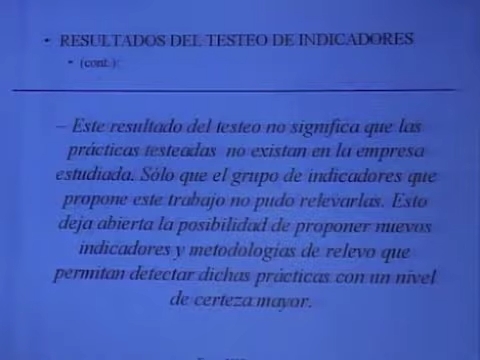 • RESULTADOS DEL TESTEO DE INDICADORES
• (cont.):
– Este resultado del testeo no significa que las
prácticas testeadas no existan en la empresa
estudiada. Sólo que el grupo de indicadores que
propone este trabajo no pudo relevarlas. Esto
deja abierta la posibilidad de proponer nuevos
indicadores y metodologías de relevo que
permitan detectar dichas prácticas con un nivel
de certeza mayor.